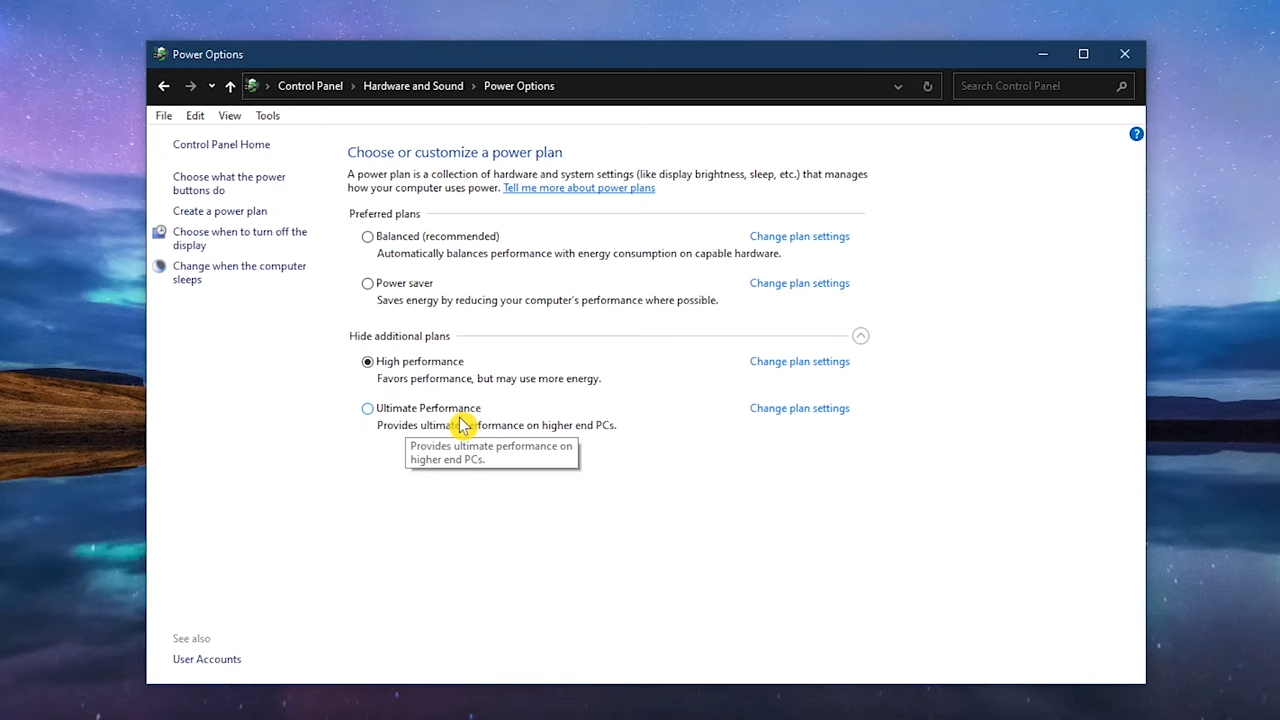 Power Options
Control Panel Hardware and Sound Power Options
Search Control Panel
File Edit View Tools
Control Panel Home
Choose what the power
buttons do
Create a power plan
Choose when to turn off the
display
Change when the computer
sleeps
Choose or customize a power plan
A power plan is a collection of hardware and system settings (like display brightness, sleep, etc.) that manages
how your computer uses power. Tell me more about power plans
Preferred plans
Balanced (recommended) Change plan settings
Automatically balances performance with energy consumption on capable hardware.
Power saver Change plan settings
Saves energy by reducing your computer's performance where possible.
Hide additional plans
High performance Change plan settings
Favors performance, but may use more energy.
Ultimate Performance Change plan settings
Provides ultimate performance on higher end PCs.
Provides ultimate performance on
higher end PCs.
See also
User Accounts
?